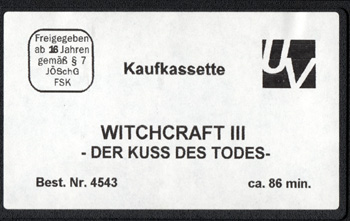 Freigegeben
ab 16 Jahren
gemäß § 7
JÖSchG
FSK
Kaufkassette
UV
WITCHCRAFT III
- DER KUSS DES TODES-
Best. Nr. 4543
ca. 86 min.